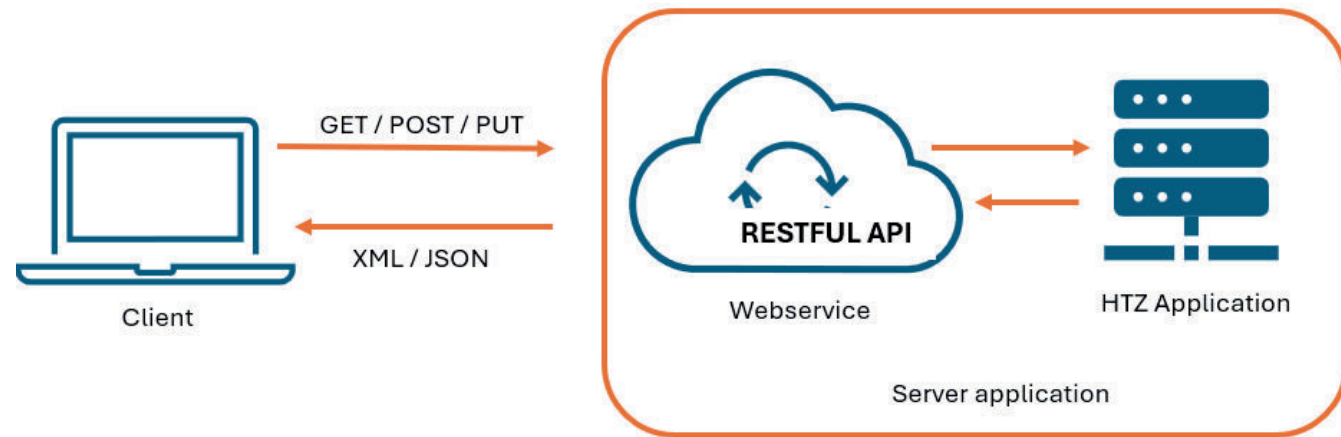 GET / POST / PUT
XML / JSON
Client
RESTFUL API
Webservice
HTZ Application
Server application